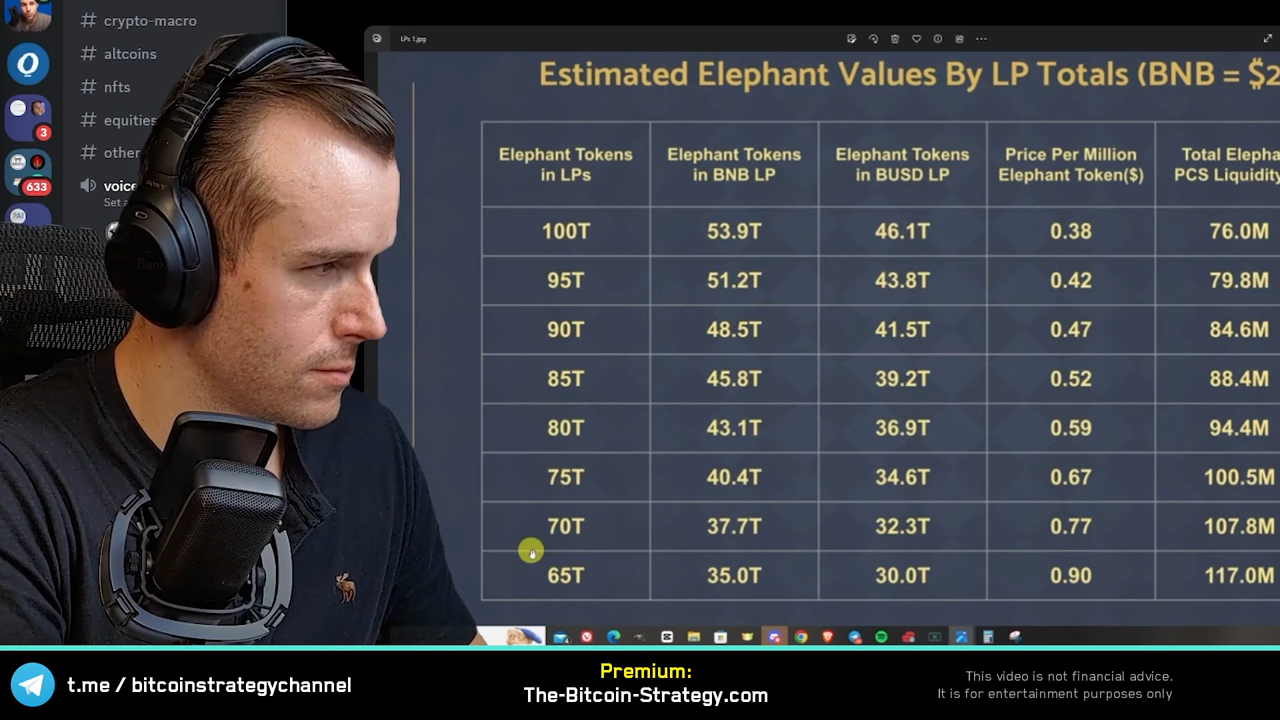 crypto-macro
altcoins
nfts
equities
other
voice
3
633
LPs 1.jpg
Estimated Elephant Values By LP Totals (BNB = $2
Elephant Tokens in LPs
Elephant Tokens in BNB LP
Elephant Tokens in BUSD LP
Price Per Million Elephant Token($)
Total Elepha
PCS Liquidity
100T 53.9T 46.1T 0.38 76.0M
95T 51.2T 43.8T 0.42 79.8M
90T 48.5T 41.5T 0.47 84.6M
85T 45.8T 39.2T 0.52 88.4M
80T 43.1T 36.9T 0.59 94.4M
75T 40.4T 34.6T 0.67 100.5M
70T 37.7T 32.3T 0.77 107.8M
65T 35.0T 30.0T 0.90 117.0M
t.me / bitcoinstrategychannel
Premium:
The-Bitcoin-Strategy.com
This video is not financial advice.
It is for entertainment purposes only